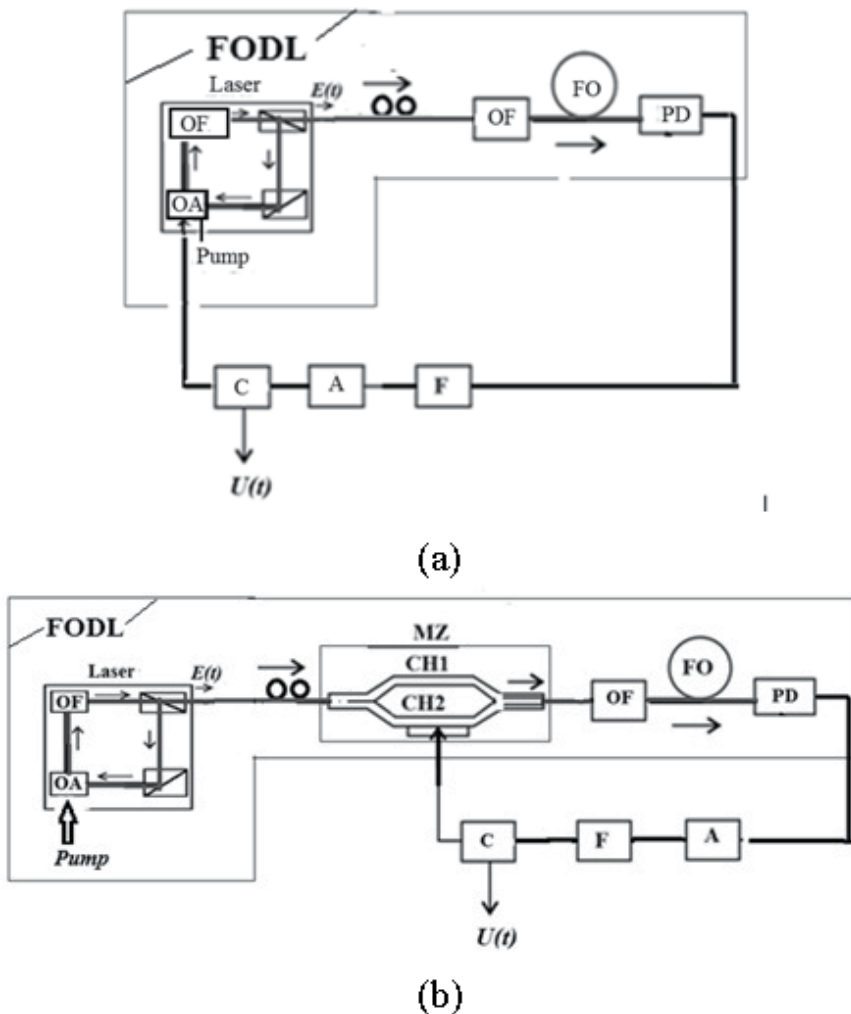 FODL
Laser
E(t)
OF
OF
FO
PD
OA
Pump
C
A
F
U(t)
(a)
FODL
MZ
Laser
E(t)
CH1
FO
OF
CH2
OF
PD
OA
Pump
C
F
A
U(t)
(b)